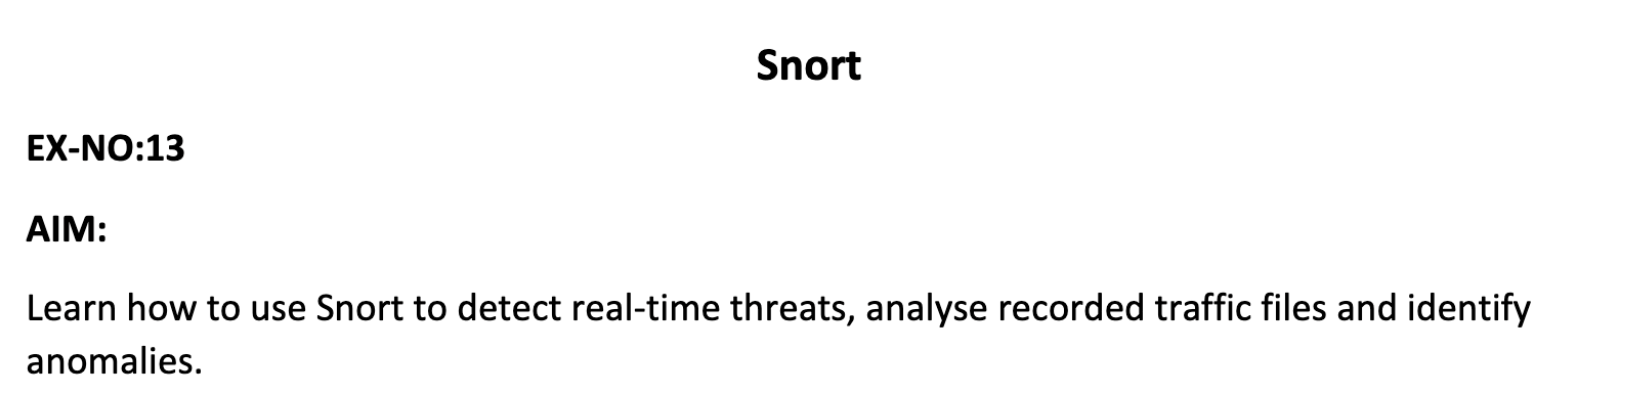 Snort
EX-NO:13
AIM:
Learn how to use Snort to detect real-time threats, analyse recorded traffic files and identify
anomalies.